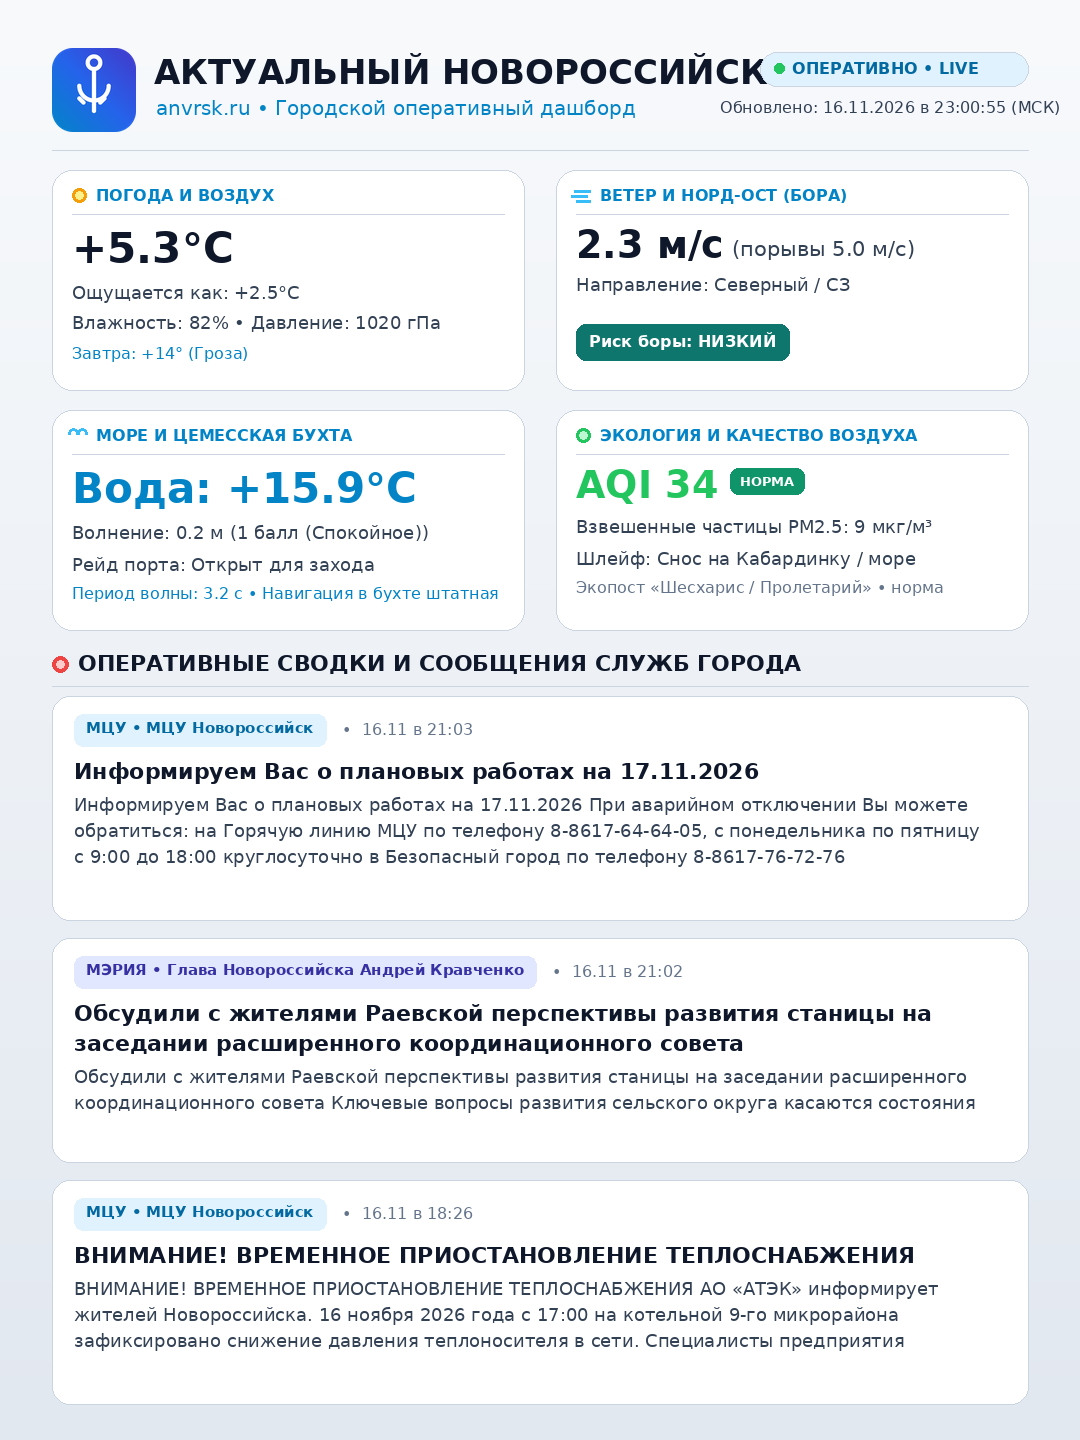 АКТУАЛЬНЫЙ НОВОРОССИЙСК
ОПЕРАТИВНО • LIVE
anvrsk.ru • Городской оперативный дашборд
Обновлено: 16.11.2026 в 23:00:55 (МСК)
ПОГОДА И ВОЗДУХ
+5.3°C
Ощущается как: +2.5°C
Влажность: 82% • Давление: 1020 гПа
Завтра: +14° (Гроза)
ВЕТЕР И НОРД-ОСТ (БОРА)
2.3 м/с (порывы 5.0 м/с)
Направление: Северный / СЗ
Риск боры: НИЗКИЙ
МОРЕ И ЦЕМЕССКАЯ БУХТА
Вода: +15.9°C
Волнение: 0.2 м (1 балл (Спокойное))
Рейд порта: Открыт для захода
Период волны: 3.2 с • Навигация в бухте штатная
ЭКОЛОГИЯ И КАЧЕСТВО ВОЗДУХА
AQI 34 НОРМА
Взвешенные частицы PM2.5: 9 мкг/м³
Шлейф: Снос на Кабардинку / море
Экопост «Шесхарис / Пролетарий» • норма
ОПЕРАТИВНЫЕ СВОДКИ И СООБЩЕНИЯ СЛУЖБ ГОРОДА
МЦУ • МЦУ Новороссийск • 16.11 в 21:03
Информируем Вас о плановых работах на 17.11.2026
Информируем Вас о плановых работах на 17.11.2026 При аварийном отключении Вы можете
обратиться: на Горячую линию МЦУ по телефону 8-8617-64-64-05, с понедельника по пятницу
с 9:00 до 18:00 круглосуточно в Безопасный город по телефону 8-8617-76-72-76
МЭРИЯ • Глава Новороссийска Андрей Кравченко • 16.11 в 21:02
Обсудили с жителями Раевской перспективы развития станицы на
заседании расширенного координационного совета
Обсудили с жителями Раевской перспективы развития станицы на заседании расширенного
координационного совета Ключевые вопросы развития сельского округа касаются состояния
МЦУ • МЦУ Новороссийск • 16.11 в 18:26
ВНИМАНИЕ! ВРЕМЕННОЕ ПРИОСТАНОВЛЕНИЕ ТЕПЛОСНАБЖЕНИЯ
ВНИМАНИЕ! ВРЕМЕННОЕ ПРИОСТАНОВЛЕНИЕ ТЕПЛОСНАБЖЕНИЯ АО «АТЭК» информирует
жителей Новороссийска. 16 ноября 2026 года с 17:00 на котельной 9-го микрорайона
зафиксировано снижение давления теплоносителя в сети. Специалисты предприятия